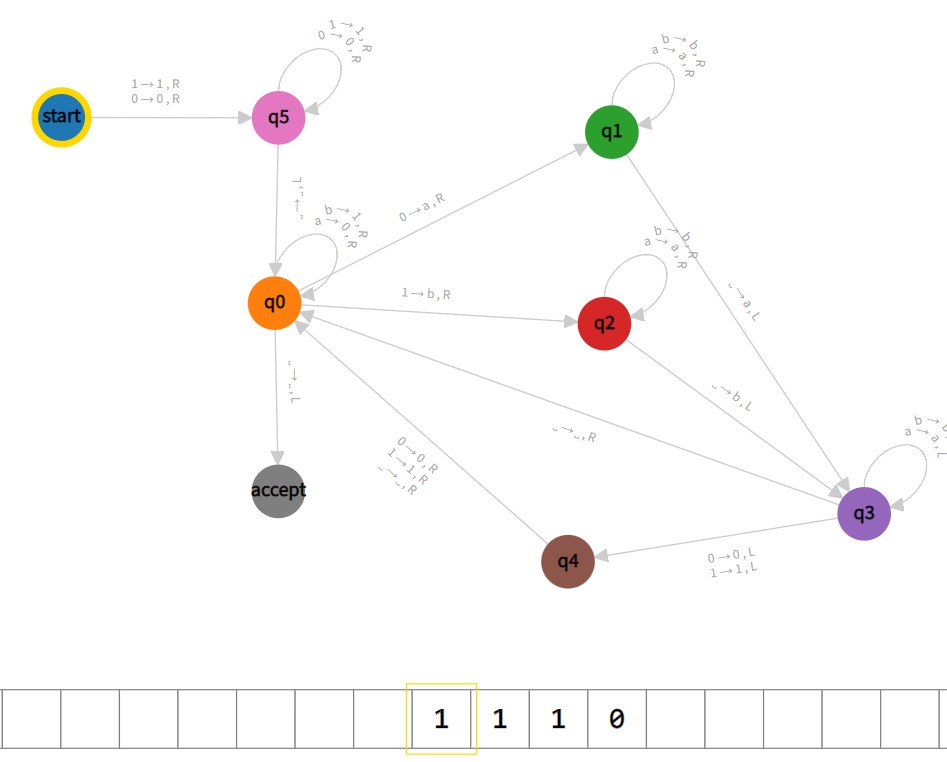 1→1,R
0→0,R
b→b,R
a→a,R
1→1,R
0→0,R
start
q5
q1
0→a,R
b→1,R
a→0,R
b→b,R
a→a,R
␣→␣,L
q0
1→b,R
␣→a,L
q2
␣→␣,L
␣→b,L
b→b,L
a→a,L
␣→␣,R
0→0,R
1→1,R
␣→␣,R
accept
q3
q4
0→0,L
1→1,L
1 1 1 0